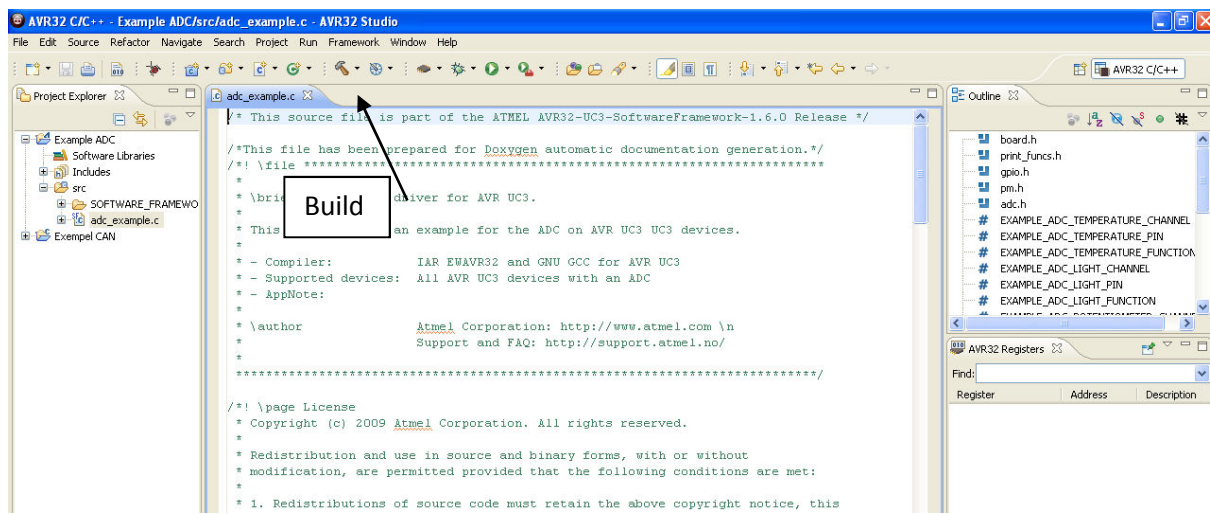 AVR32 C/C++ - Example ADC/src/adc_example.c - AVR32 Studio
File Edit Source Refactor Navigate Search Project Run Framework Window Help
AVR32 C/C++
Project Explorer
Example ADC
Software Libraries
Includes
src
SOFTWARE_FRAMEWO
adc_example.c
Exempel CAN
adc_example.c
/* This source file is part of the ATMEL AVR32-UC3-SoftwareFramework-1.6.0 Release */
/*This file has been prepared for Doxygen automatic documentation generation.*/
/*! \file *********************************************************************
*
* \brie driver for AVR UC3.
*
* This an example for the ADC on AVR UC3 UC3 devices.
*
* - Compiler: IAR EWAVR32 and GNU GCC for AVR UC3
* - Supported devices: All AVR UC3 devices with an ADC
* - AppNote:
*
* \author Atmel Corporation: http://www.atmel.com \n
* Support and FAQ: http://support.atmel.no/
*
*****************************************************************************/
/*! \page License
* Copyright (c) 2009 Atmel Corporation. All rights reserved.
*
* Redistribution and use in source and binary forms, with or without
* modification, are permitted provided that the following conditions are met:
*
* 1. Redistributions of source code must retain the above copyright notice, this
Build
Outline
board.h
print_funcs.h
gpio.h
pm.h
adc.h
# EXAMPLE_ADC_TEMPERATURE_CHANNEL
# EXAMPLE_ADC_TEMPERATURE_PIN
# EXAMPLE_ADC_TEMPERATURE_FUNCTION
# EXAMPLE_ADC_LIGHT_CHANNEL
# EXAMPLE_ADC_LIGHT_PIN
# EXAMPLE_ADC_LIGHT_FUNCTION
AVR32 Registers
Find:
Register Address Description